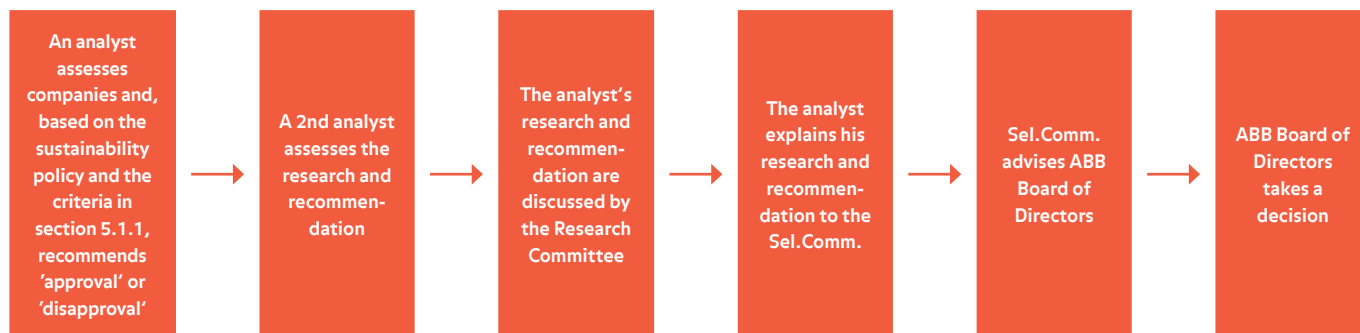 An analyst
assesses
companies and,
based on the
sustainability
policy and the
criteria in
section 5.1.1,
recommends
‘approval’ or
‘disapproval’
A 2nd analyst
assesses the
research and
recommen-
dation
The analyst’s
research and
recommen-
dation are
discussed by
the Research
Committee
The analyst
explains his
research and
recommen-
dation to the
Sel.Comm.
Sel.Comm.
advises ABB
Board of
Directors
ABB Board of
Directors
takes a
decision